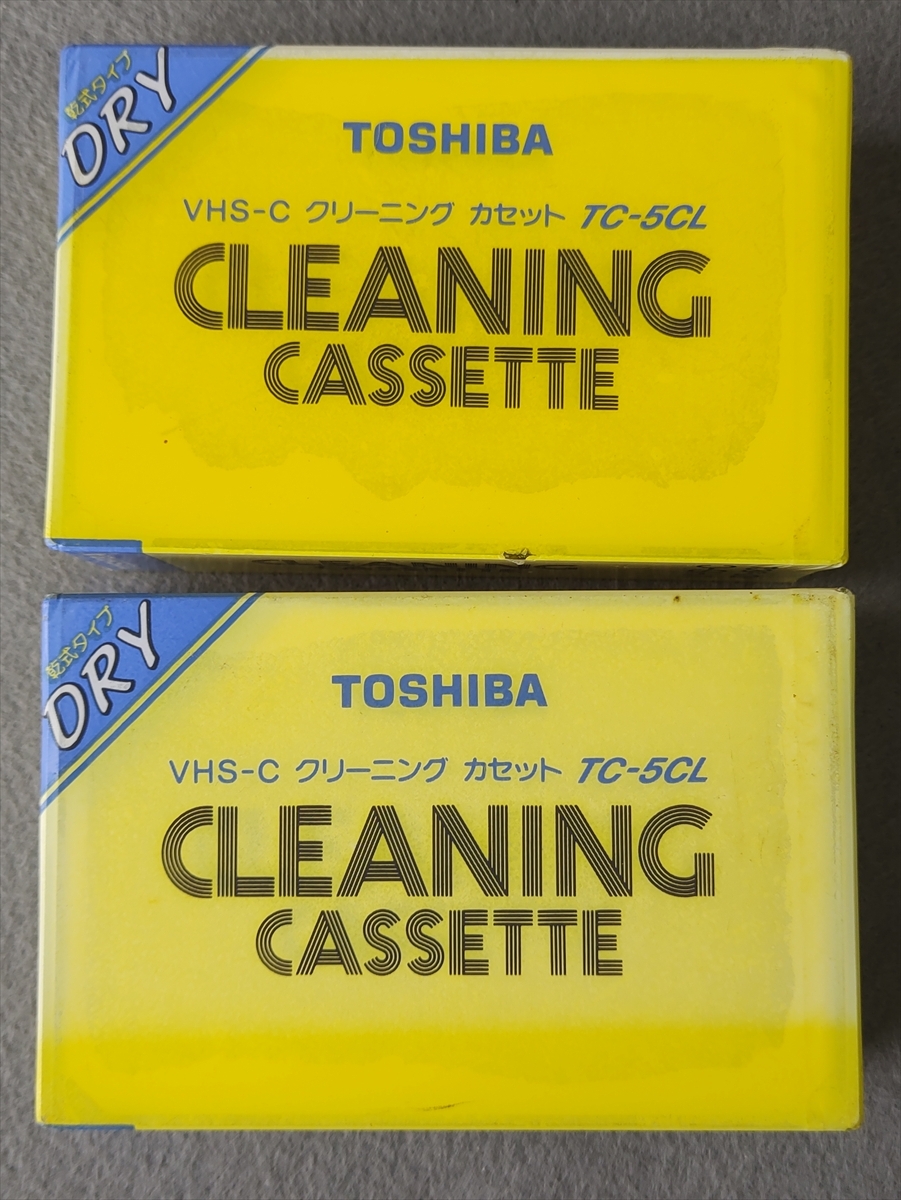 乾式タイプ
DRY
TOSHIBA
VHS-C クリーニング カセット TC-5CL
CLEANING
CASSETTE
CLEANING
乾式タイプ
DRY
TOSHIBA
VHS-C クリーニング カセット TC-5CL
CLEANING
CASSETTE